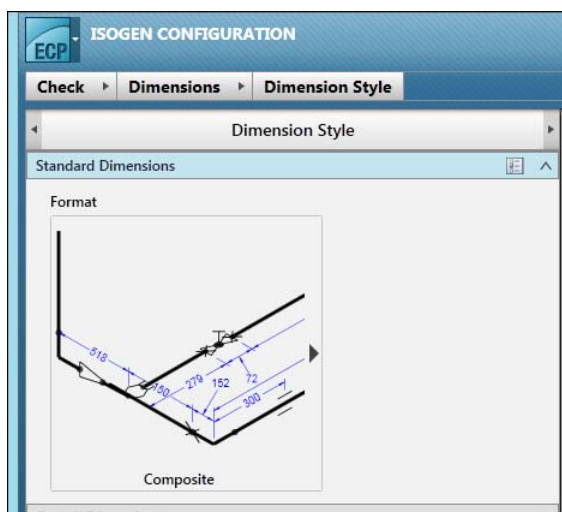 ECP ISOGEN CONFIGURATION
Check Dimensions Dimension Style
Dimension Style
Standard Dimensions
Format
518
150 279 152 72
300
Composite